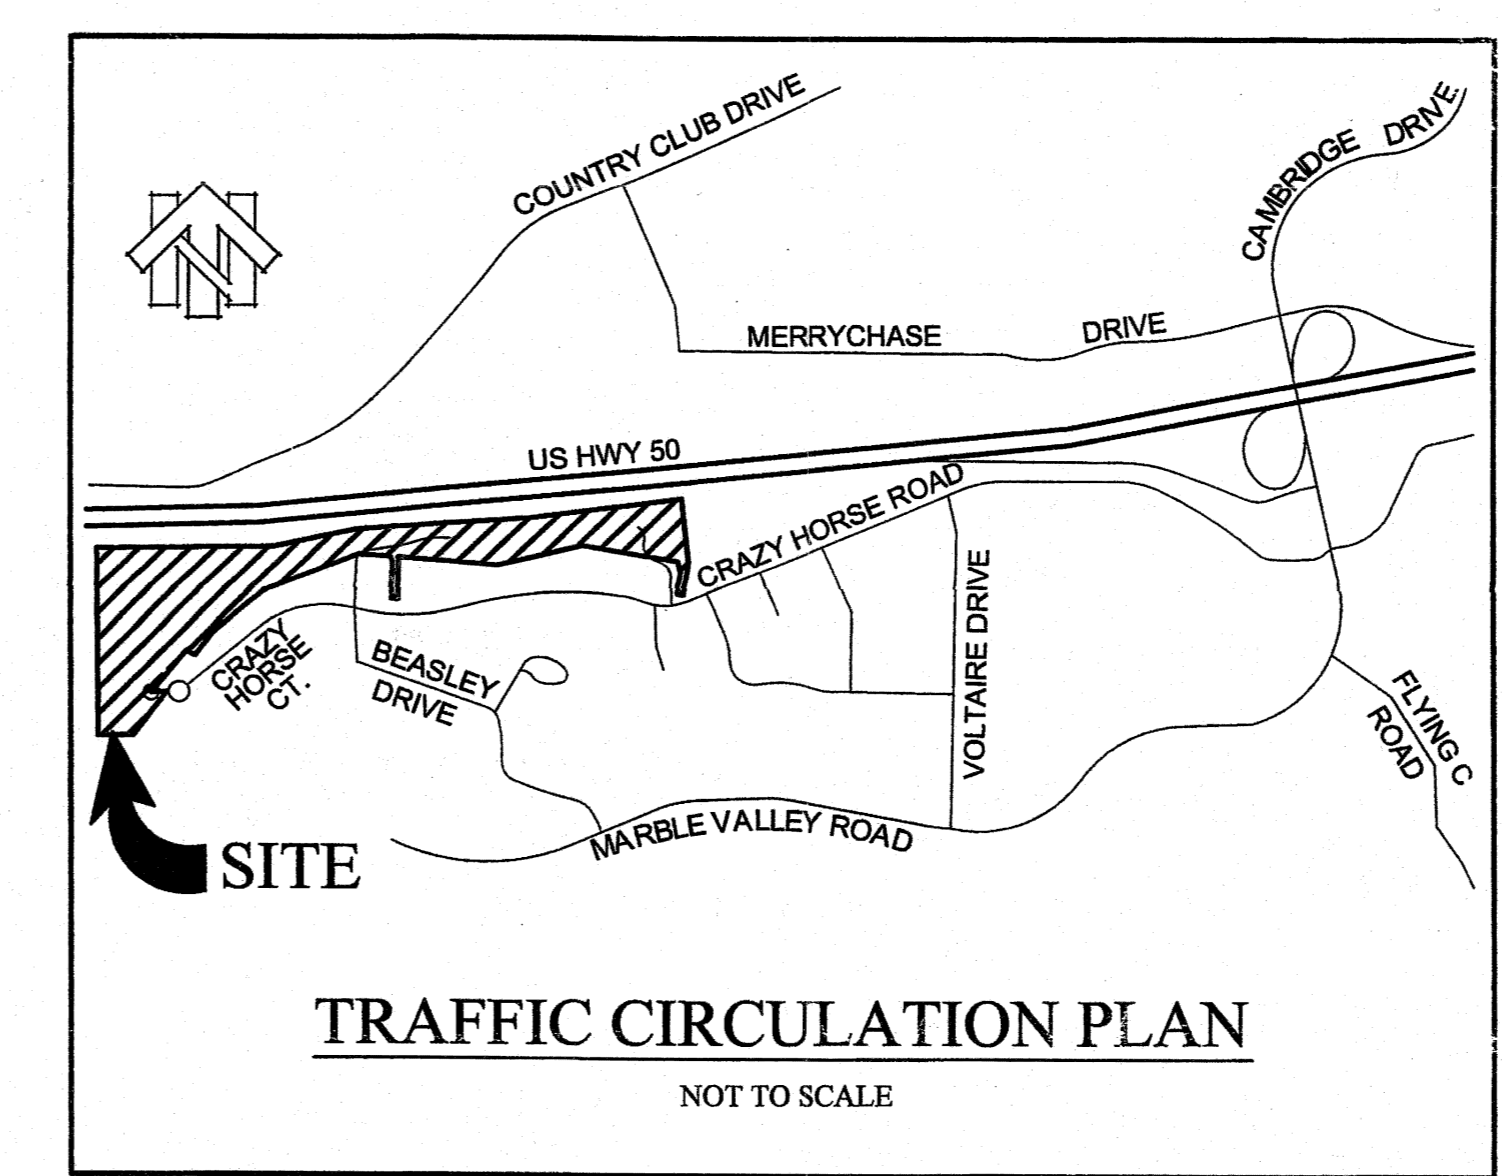 COUNTRY CLUB DRIVE
CAMBRIDGE DRIVE
N
MERRYCHASE DRIVE
US HWY 50
CRAZY HORSE ROAD
VOLTAIRE DRIVE
CRAZY
HORSE
CT.
BEASLEY
DRIVE
FLYING C
ROAD
MARBLE VALLEY ROAD
SITE
TRAFFIC CIRCULATION PLAN
NOT TO SCALE